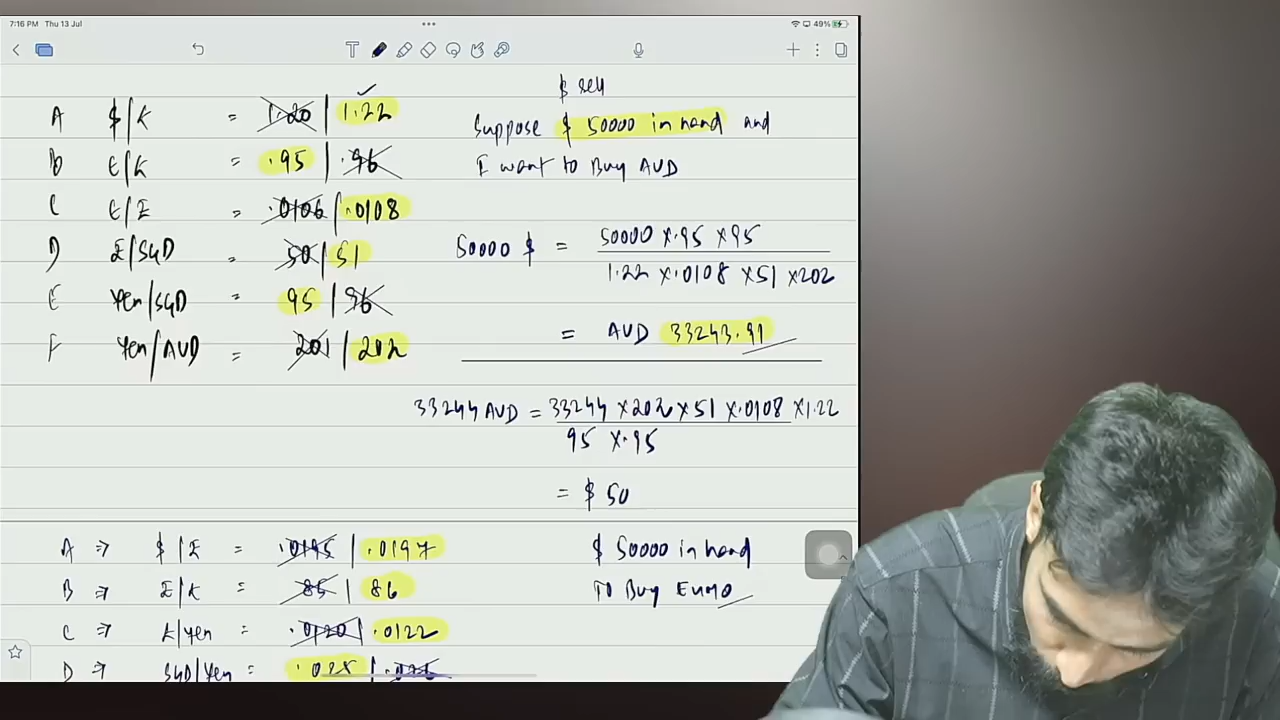 7:16 PM Thu 13 Jul
49%
A $/K = 1.20 | 1.22
B €/K = .95 | .96
C €/Σ = .0106 | .0108
D Σ/SGD = 50 | 51
E Yen/SGD = 95 | 96
F Yen/AUD = 201 | 202
$ sell
Suppose $ 50000 in hand and
I want to Buy AUD
50000 $ = 50000 x .95 x 95
1.22 x .0108 x 51 x 202
= AUD 33243.91
33244 AUD = 33244 x 202 x 51 x .0108 x 1.22
95 x .95
= $ 50
A ⇒ $/Σ = .0195 | .0197
B ⇒ Σ/K = 85 | 86
C ⇒ K/Yen = .0120 | .0122
D ⇒ SGD/Yen = .025 | .026
$ 50000 in hand
To Buy Euro